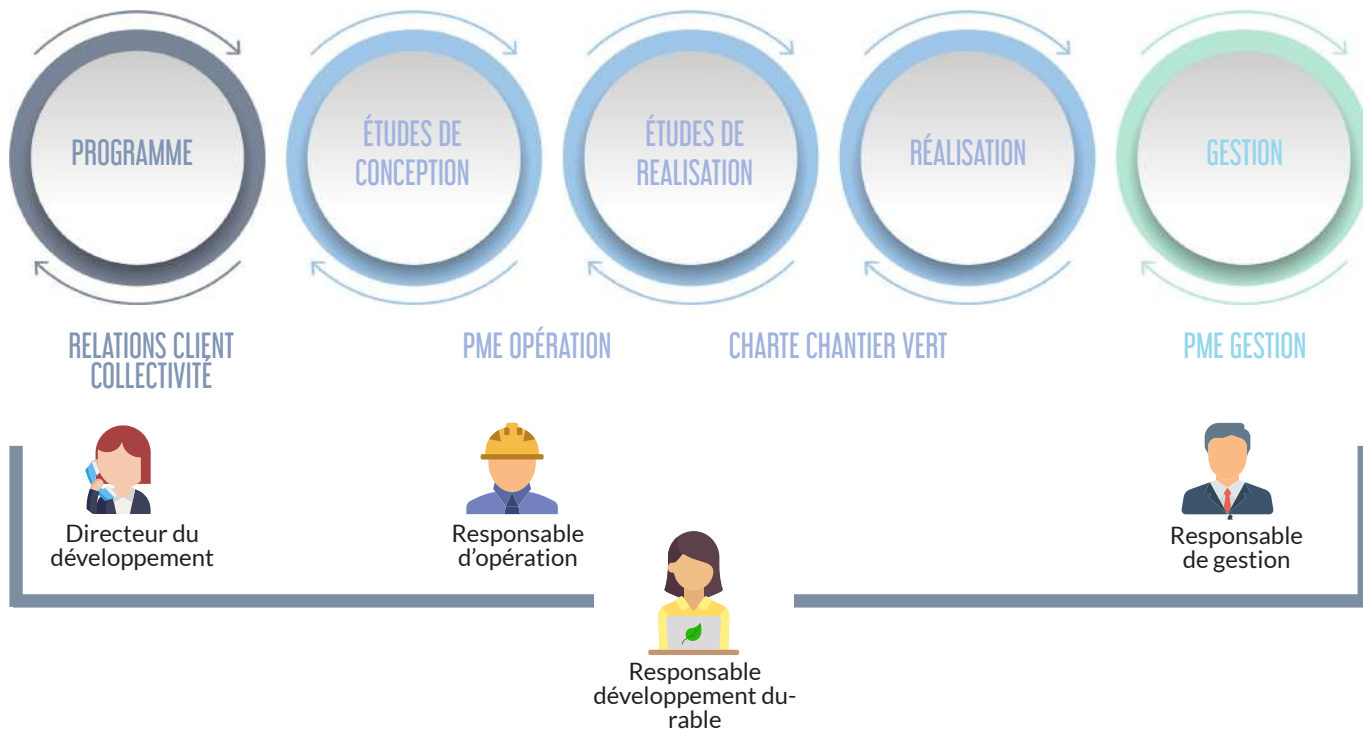 PROGRAMME
ÉTUDES DE
CONCEPTION
ÉTUDES DE
REALISATION
RÉALISATION
GESTION
RELATIONS CLIENT
COLLECTIVITÉ
PME OPÉRATION
CHARTE CHANTIER VERT
PME GESTION
Directeur du
développement
Responsable
d'opération
Responsable
de gestion
Responsable
développement du-
rable